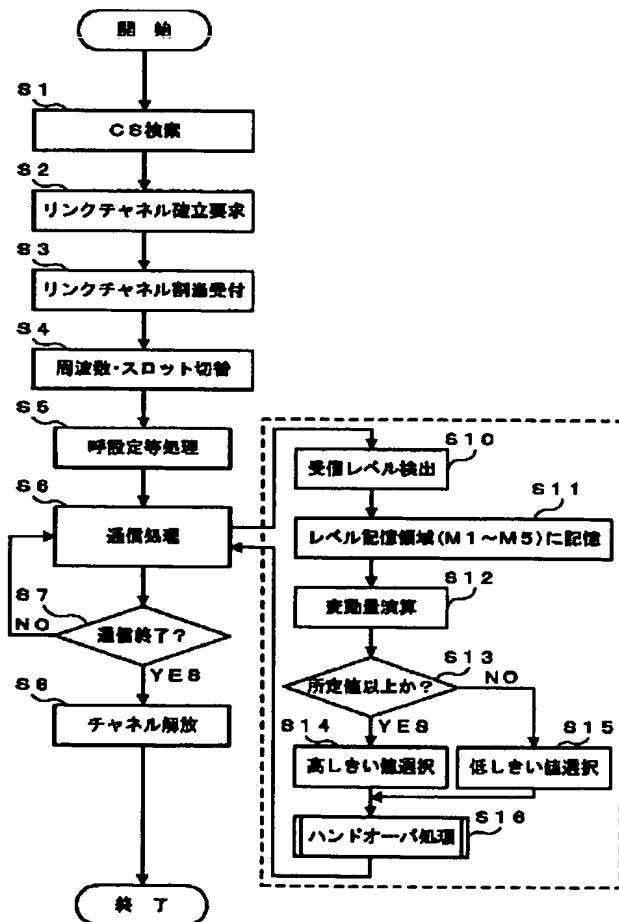 開 始
S1
CS検索
S2
リンクチャネル確立要求
S3
リンクチャネル割当受付
S4
周波数・スロット切替
S5
呼設定等処理
S6
通信処理
S7
通信終了？
NO
YES
S8
チャネル解放
終 了
S10
受信レベル検出
S11
レベル記憶領域(M1～M5)に記憶
S12
変動量演算
S13
所定値以上か？
NO
YES
S14
高しきい値選択
S15
低しきい値選択
S16
ハンドオーバ処理